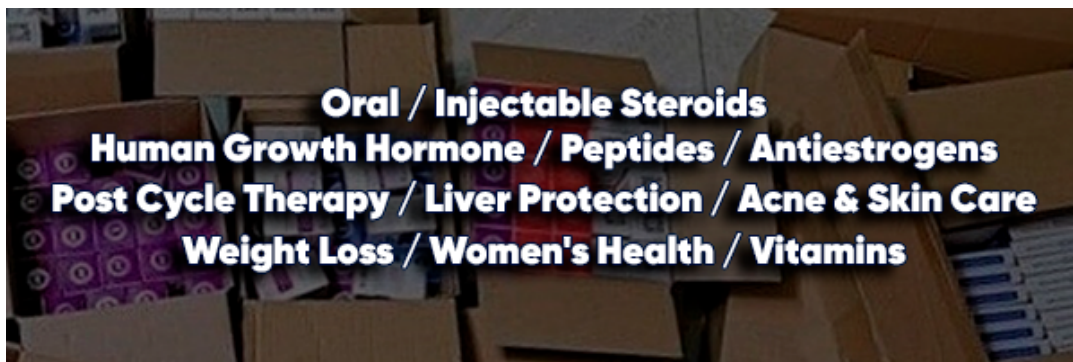 Oral / Injectable Steroids
Human Growth Hormone / Peptides / Antiestrogens
Post Cycle Therapy / Liver Protection / Acne & Skin Care
Weight Loss / Women's Health / Vitamins